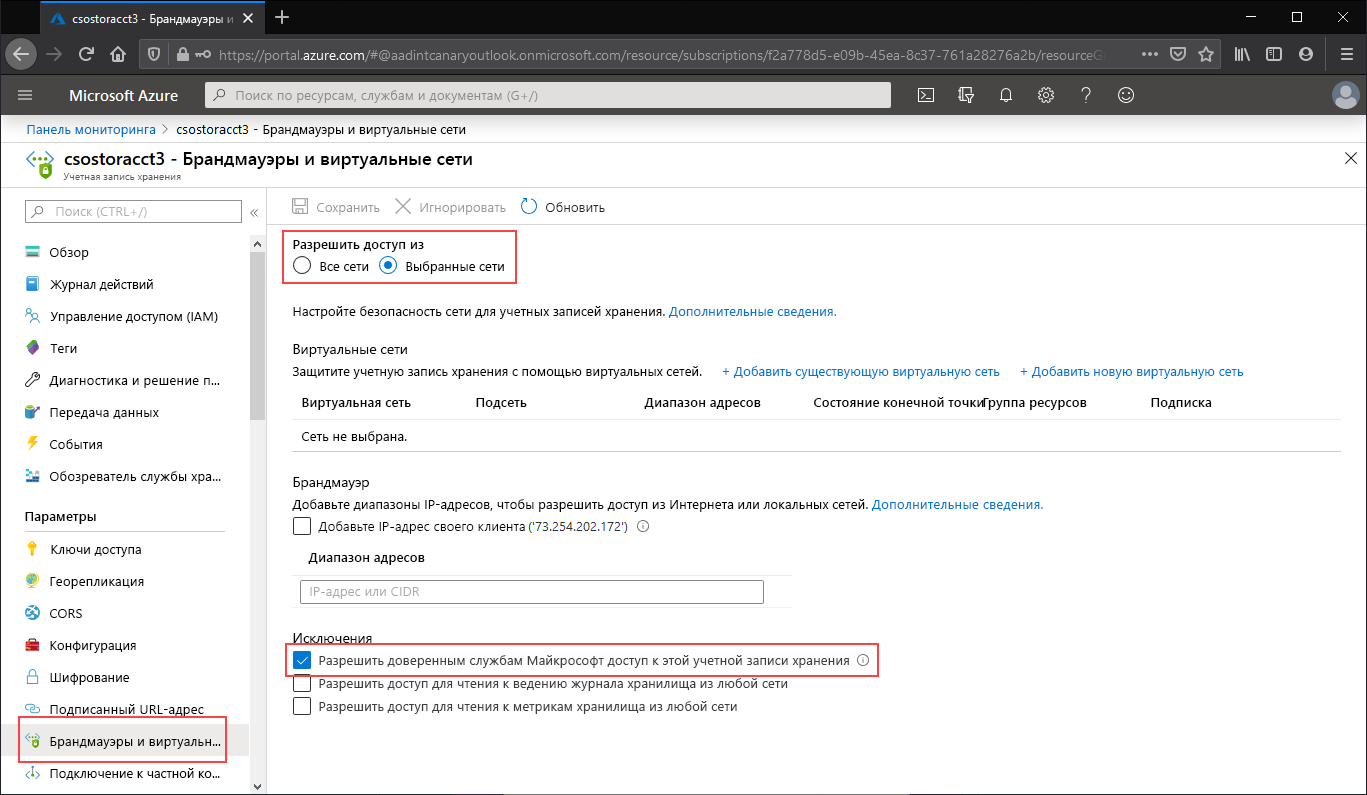 csostoracct3 - Брандмауэры и
https://portal.azure.com/#@aadintcanaryoutlook.onmicrosoft.com/resource/subscriptions/f2a778d5-e09b-45ea-8c37-761a28276a2b/resourceG
Microsoft Azure
Поиск по ресурсам, службам и документам (G+/)
Панель мониторинга > csostoracct3 - Брандмауэры и виртуальные сети
csostoracct3 - Брандмауэры и виртуальные сети
Учетная запись хранения
Поиск (CTRL+/)
«
Обзор
Журнал действий
Управление доступом (IAM)
Теги
Диагностика и решение п...
Передача данных
События
Обозреватель службы хра...
Параметры
Ключи доступа
Георепликация
CORS
Конфигурация
Шифрование
Подписанный URL-адрес
Брандмауэры и виртуальн...
Подключение к частной ко...
Сохранить Игнорировать Обновить
Разрешить доступ из
Все сети Выбранные сети
Настройте безопасность сети для учетных записей хранения. Дополнительные сведения.
Виртуальные сети
Защитите учетную запись хранения с помощью виртуальных сетей. + Добавить существующую виртуальную сеть + Добавить новую виртуальную сеть
Виртуальная сеть Подсеть Диапазон адресов Состояние конечной точки Группа ресурсов Подписка
Сеть не выбрана.
Брандмауэр
Добавьте диапазоны IP-адресов, чтобы разрешить доступ из Интернета или локальных сетей. Дополнительные сведения.
Добавьте IP-адрес своего клиента ('73.254.202.172')
Диапазон адресов
IP-адрес или CIDR
Исключения
Разрешить доверенным службам Майкрософт доступ к этой учетной записи хранения
Разрешить доступ для чтения к ведению журнала хранилища из любой сети
Разрешить доступ для чтения к метрикам хранилища из любой сети